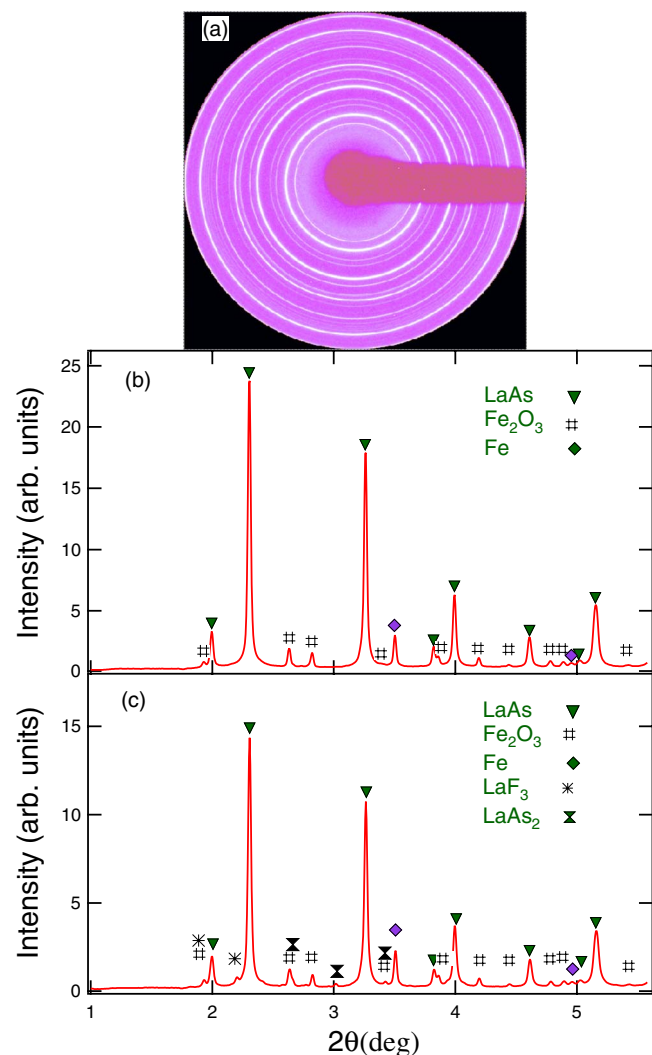 (a)
(b)
(c)
LaAs
Fe₂O₃
Fe
25
20
15
10
5
0
Intensity (arb. units)
LaAs
Fe₂O₃
Fe
LaF₃
LaAs₂
15
10
5
0
Intensity (arb. units)
1 2 3 4 5
2θ(deg)